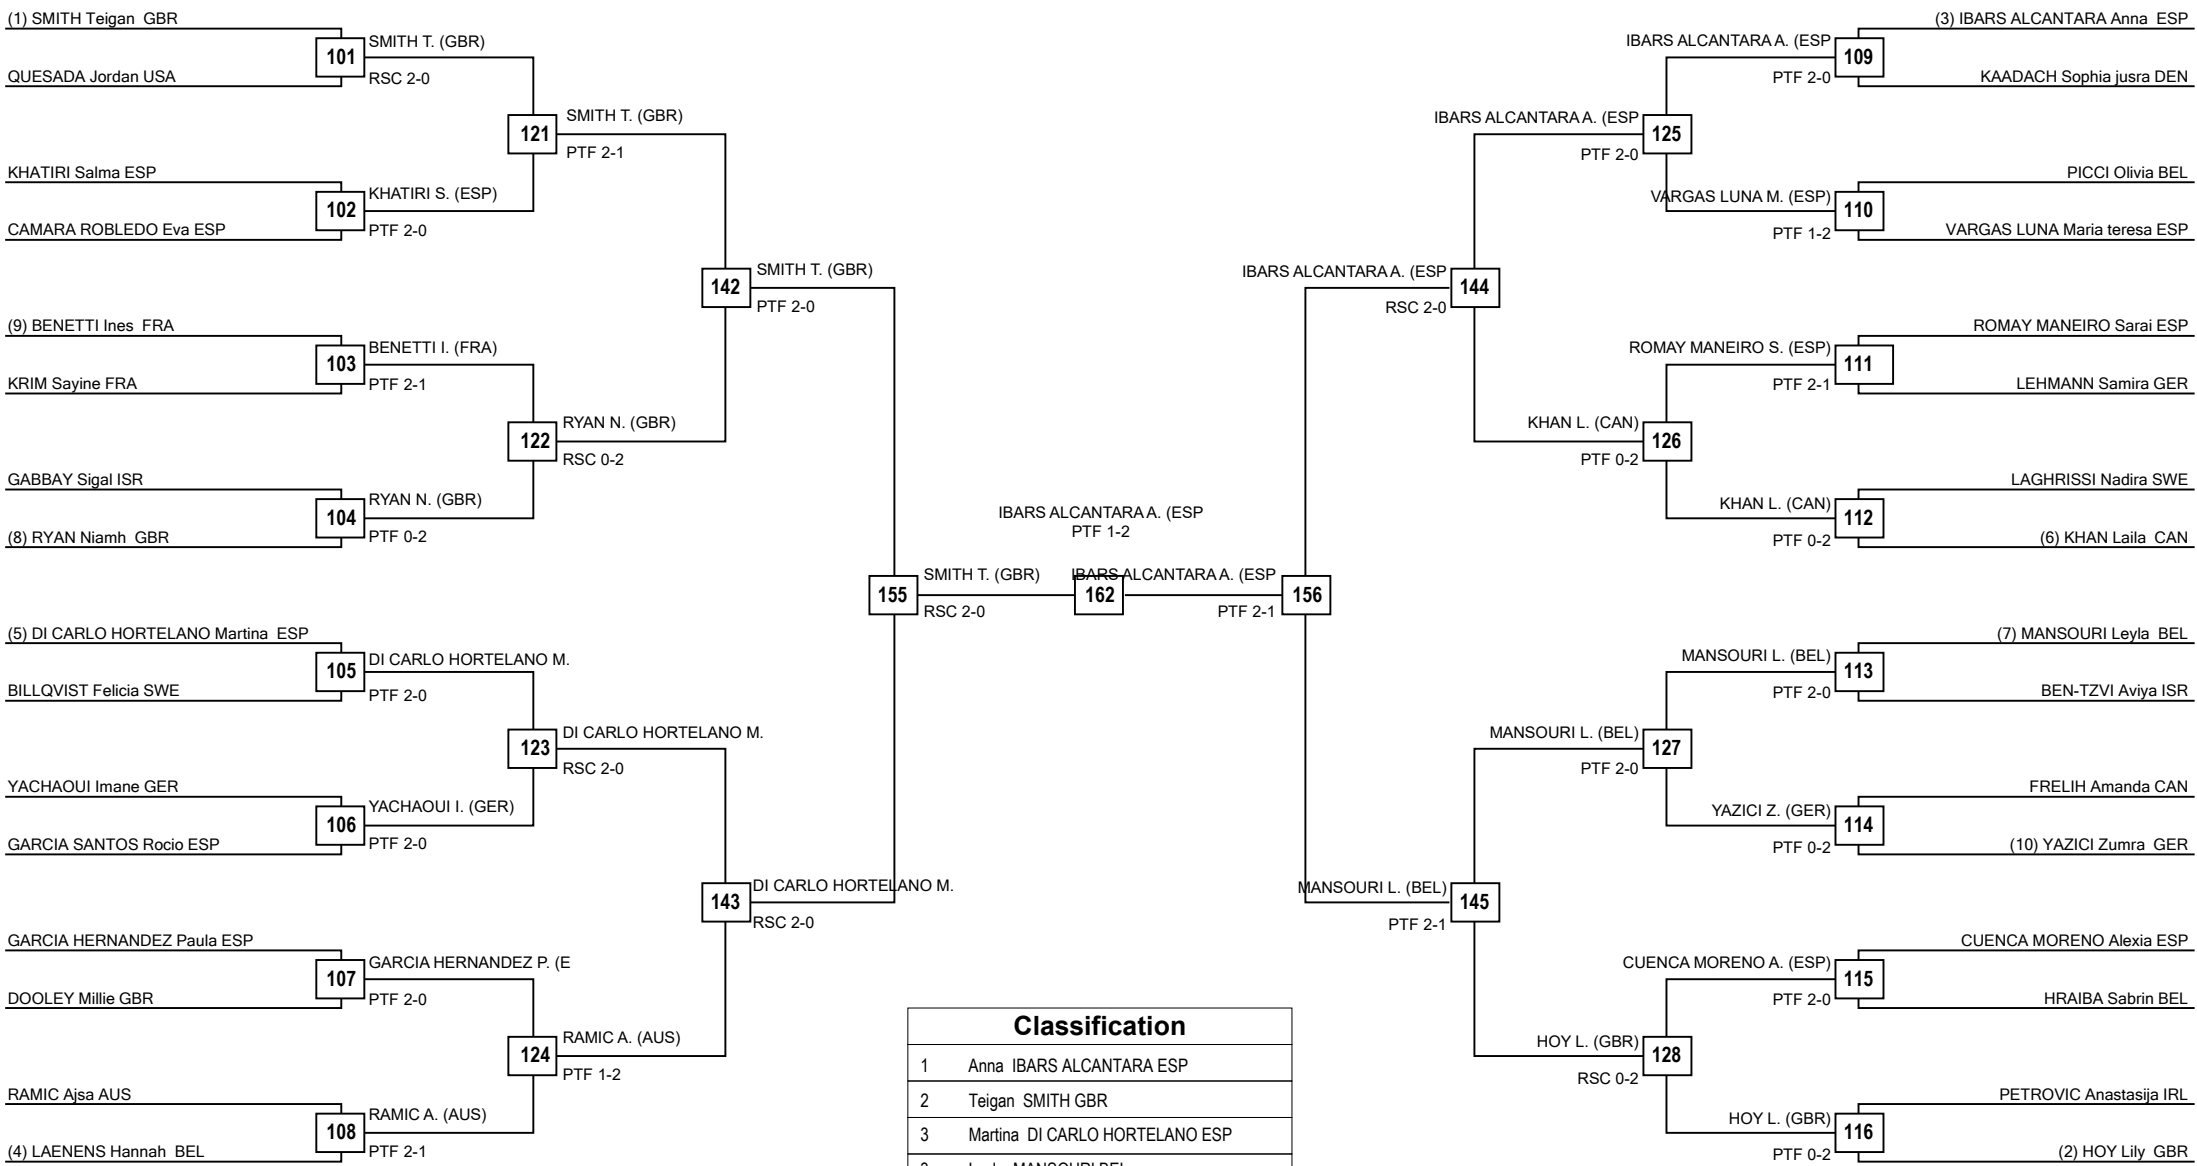 (1) SMITH Teigan  GBR
101
SMITH T. (GBR)
RSC 2-0
QUESADA Jordan USA
121
SMITH T. (GBR)
PTF 2-1
KHATIRI Salma ESP
102
KHATIRI S. (ESP)
PTF 2-0
CAMARA ROBLEDO Eva ESP
142
SMITH T. (GBR)
PTF 2-0
(9) BENETTI Ines  FRA
103
BENETTI I. (FRA)
PTF 2-1
KRIM Sayine FRA
122
RYAN N. (GBR)
RSC 0-2
GABBAY Sigal ISR
104
RYAN N. (GBR)
PTF 0-2
(8) RYAN Niamh  GBR
155
SMITH T. (GBR)
RSC 2-0
(5) DI CARLO HORTELANO Martina  ESP
105
DI CARLO HORTELANO M.
PTF 2-0
BILLQVIST Felicia SWE
123
DI CARLO HORTELANO M.
RSC 2-0
YACHAOUI Imane GER
106
YACHAOUI I. (GER)
PTF 2-0
GARCIA SANTOS Rocio ESP
143
DI CARLO HORTELANO M.
RSC 2-0
GARCIA HERNANDEZ Paula ESP
107
GARCIA HERNANDEZ P. (E
PTF 2-0
DOOLEY Millie GBR
124
RAMIC A. (AUS)
PTF 1-2
RAMIC Ajsa AUS
108
RAMIC A. (AUS)
PTF 2-1
(4) LAENENS Hannah  BEL
IBARS ALCANTARA A. (ESP
PTF 1-2
162
IBARS ALCANTARA A. (ESP
PTF 2-1
156
(3) IBARS ALCANTARA Anna  ESP
IBARS ALCANTARA A. (ESP
109
PTF 2-0
KAADACH Sophia jusra DEN
IBARS ALCANTARA A. (ESP
125
PTF 2-0
PICCI Olivia BEL
VARGAS LUNA M. (ESP)
110
PTF 1-2
VARGAS LUNA Maria teresa ESP
IBARS ALCANTARA A. (ESP
144
RSC 2-0
ROMAY MANEIRO Sarai ESP
ROMAY MANEIRO S. (ESP)
111
PTF 2-1
LEHMANN Samira GER
KHAN L. (CAN)
126
PTF 0-2
LAGHRISSI Nadira SWE
KHAN L. (CAN)
112
PTF 0-2
(6) KHAN Laila  CAN
(7) MANSOURI Leyla  BEL
MANSOURI L. (BEL)
113
PTF 2-0
BEN-TZVI Aviya ISR
MANSOURI L. (BEL)
127
PTF 2-0
FRELIH Amanda CAN
YAZICI Z. (GER)
114
PTF 0-2
(10) YAZICI Zumra  GER
MANSOURI L. (BEL)
145
PTF 2-1
CUENCA MORENO Alexia ESP
CUENCA MORENO A. (ESP)
115
PTF 2-0
HRAIBA Sabrin BEL
HOY L. (GBR)
128
RSC 0-2
PETROVIC Anastasija IRL
HOY L. (GBR)
116
PTF 0-2
(2) HOY Lily  GBR
Classification
1 Anna  IBARS ALCANTARA ESP
2 Teigan  SMITH GBR
3 Martina  DI CARLO HORTELANO ESP
MANSOURI BEL